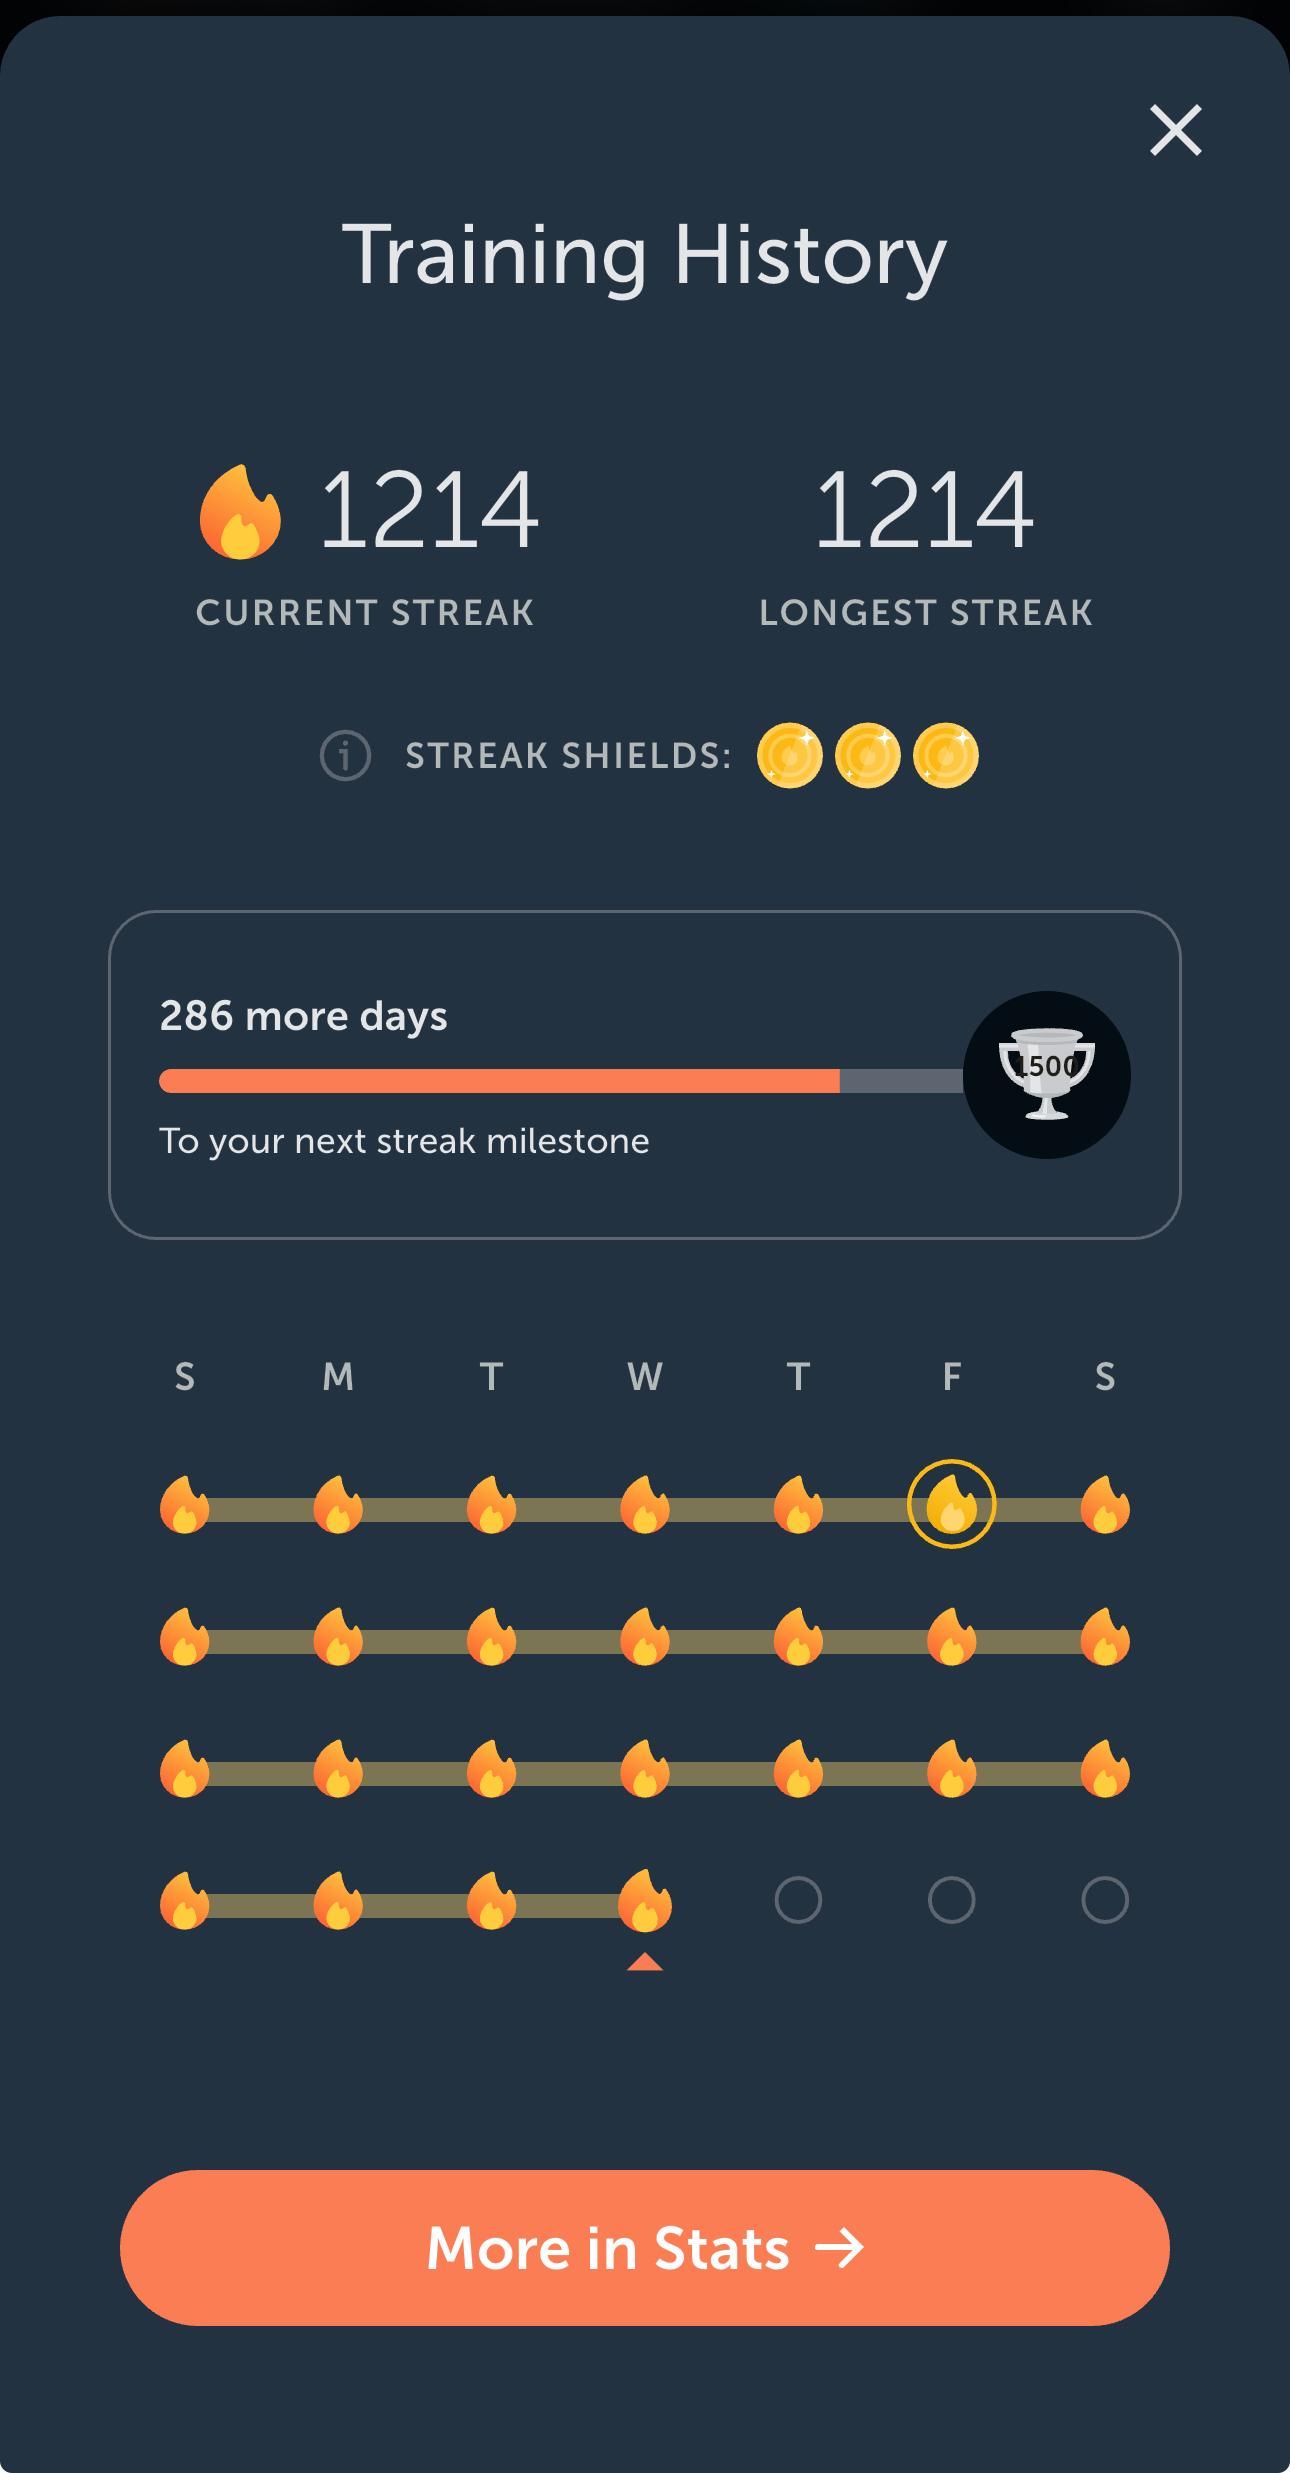 Training History
1214
1214
CURRENT STREAK
LONGEST STREAK
STREAK SHIELDS:
286 more days
1500
To your next streak milestone
S M T W T F S
More in Stats →